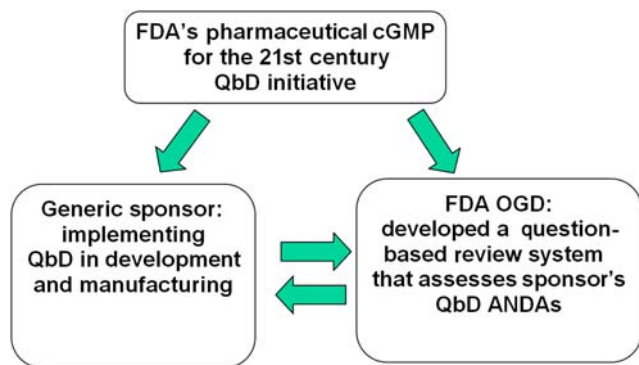 FDA's pharmaceutical cGMP
for the 21st century
QbD initiative
Generic sponsor:
implementing
QbD in development
and manufacturing
FDA OGD:
developed a question-
based review system
that assesses sponsor's
QbD ANDAs